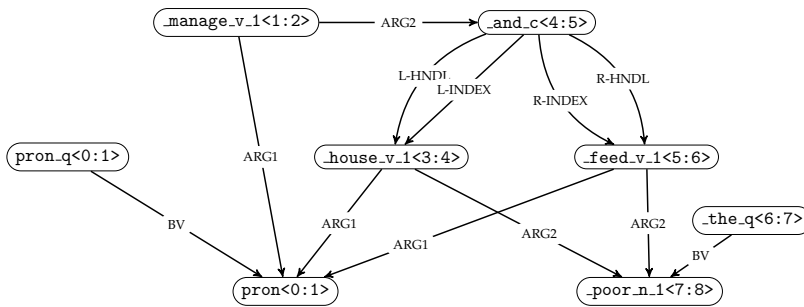 _manage_v_1<1:2>
ARG2
_and_c<4:5>
L-HNDL
L-INDEX
R-INDEX
R-HNDL
ARG1
pron_q<0:1>
_house_v_1<3:4>
_feed_v_1<5:6>
BV
ARG1
ARG1
ARG2
ARG2
_the_q<6:7>
BV
pron<0:1>
_poor_n_1<7:8>